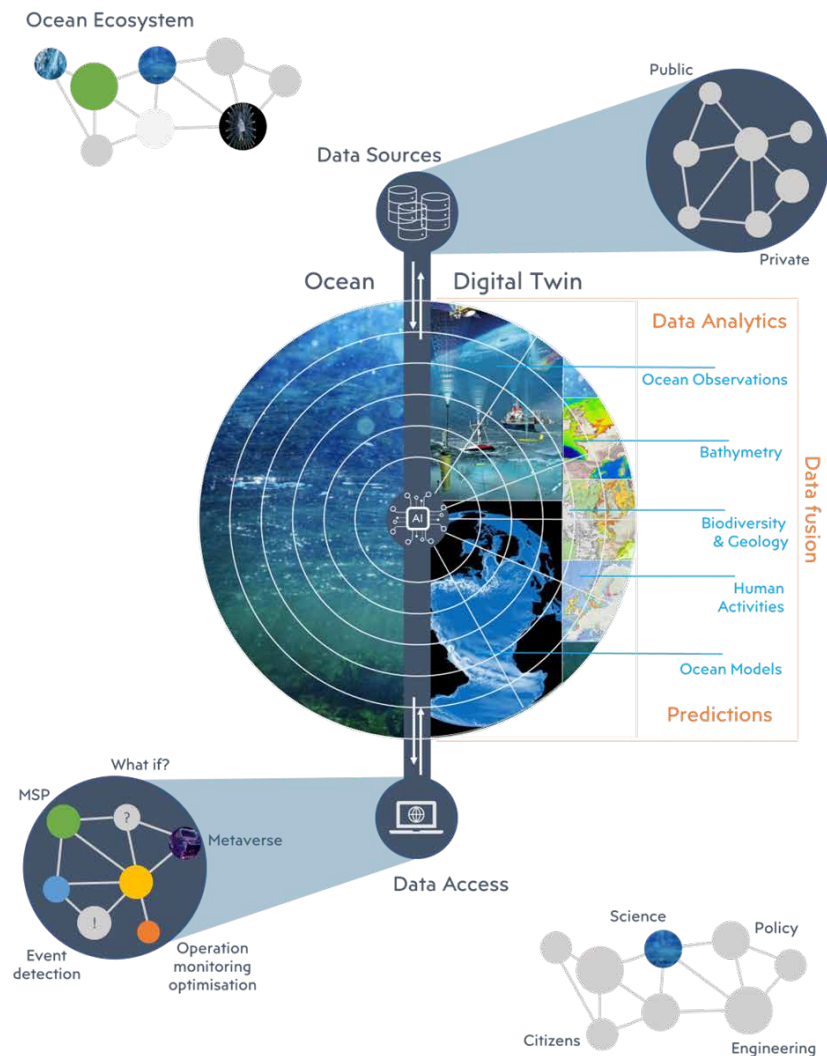 Ocean Ecosystem
Public
Data Sources
Private
Ocean
Digital Twin
Data Analytics
Ocean Observations
Bathymetry
Data fusion
AI
Biodiversity
& Geology
Human
Activities
Ocean Models
Predictions
What if?
MSP
?
Metaverse
!
Data Access
Event
detection
Operation
monitoring
optimisation
Science
Policy
Citizens
Engineering